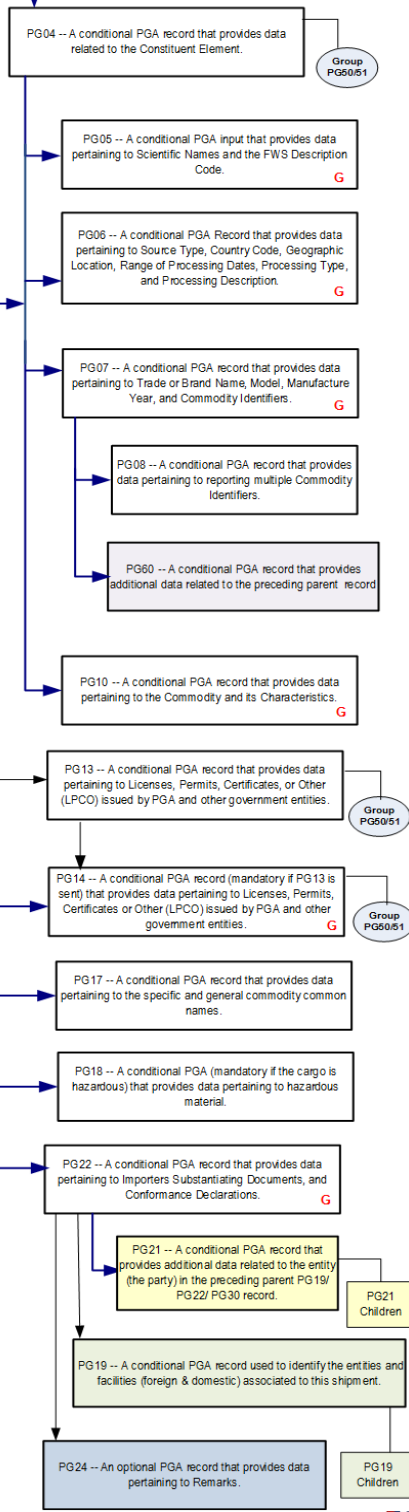 PG04 -- A conditional PGA record that provides data
related to the Constituent Element.
Group
PG50/51
PG05 -- A conditional PGA input that provides data
pertaining to Scientific Names and the FWS Description
Code.
G
PG06 -- A conditional PGA Record that provides data
pertaining to Source Type, Country Code, Geographic
Location, Range of Processing Dates, Processing Type,
and Processing Description.
G
PG07 -- A conditional PGA record that provides data
pertaining to Trade or Brand Name, Model, Manufacture
Year, and Commodity Identifiers.
G
PG08 -- A conditional PGA record that provides
data pertaining to reporting multiple Commodity
Identifiers.
PG60 -- A conditional PGA record that provides
additional data related to the preceding parent record
PG10 -- A conditional PGA record that provides data
pertaining to the Commodity and its Characteristics.
G
PG13 -- A conditional PGA record that provides data
pertaining to Licenses, Permits, Certificates, or Other
(LPCO) issued by PGA and other government entities.
Group
PG50/51
PG14 -- A conditional PGA record (mandatory if PG13 is
sent) that provides data pertaining to Licenses, Permits,
Certificates or Other (LPCO) issued by PGA and other
government entities.
G
Group
PG50/51
PG17 -- A conditional PGA record that provides data
pertaining to the specific and general commodity common
names.
PG18 -- A conditional PGA (mandatory if the cargo is
hazardous) that provides data pertaining to hazardous
material.
PG22 -- A conditional PGA record that provides data
pertaining to Importers Substantiating Documents, and
Conformance Declarations.
G
PG21 -- A conditional PGA record that
provides additional data related to the entity
(the party) in the preceding parent PG19/
PG22/ PG30 record.
PG21
Children
PG19 -- A conditional PGA record used to identify the entities and
facilities (foreign & domestic) associated to this shipment.
PG24 -- An optional PGA record that provides data
pertaining to Remarks.
PG19
Children